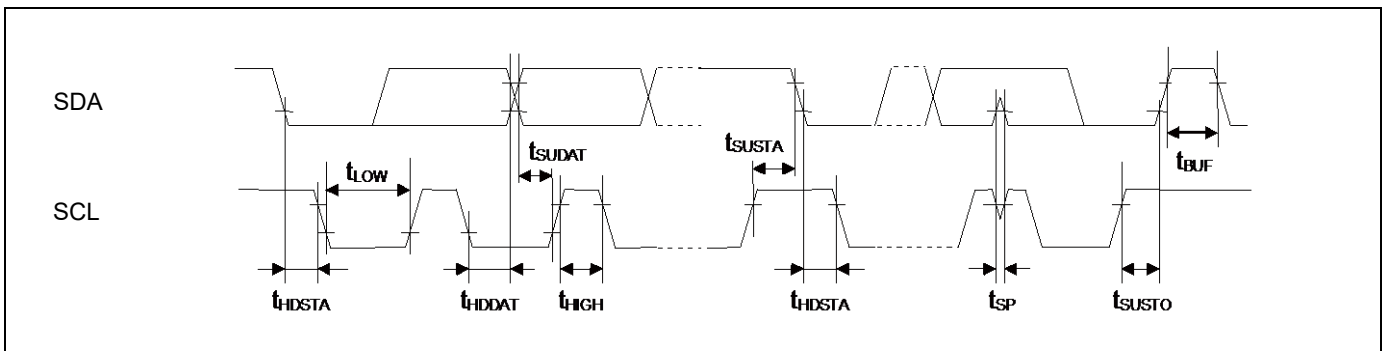 SDA
tSUDAT
tSUSTA
tBUF
tLOW
SCL
tHDSTA
tHDDAT
tHIGH
tHDSTA
tSP
tSUSTO